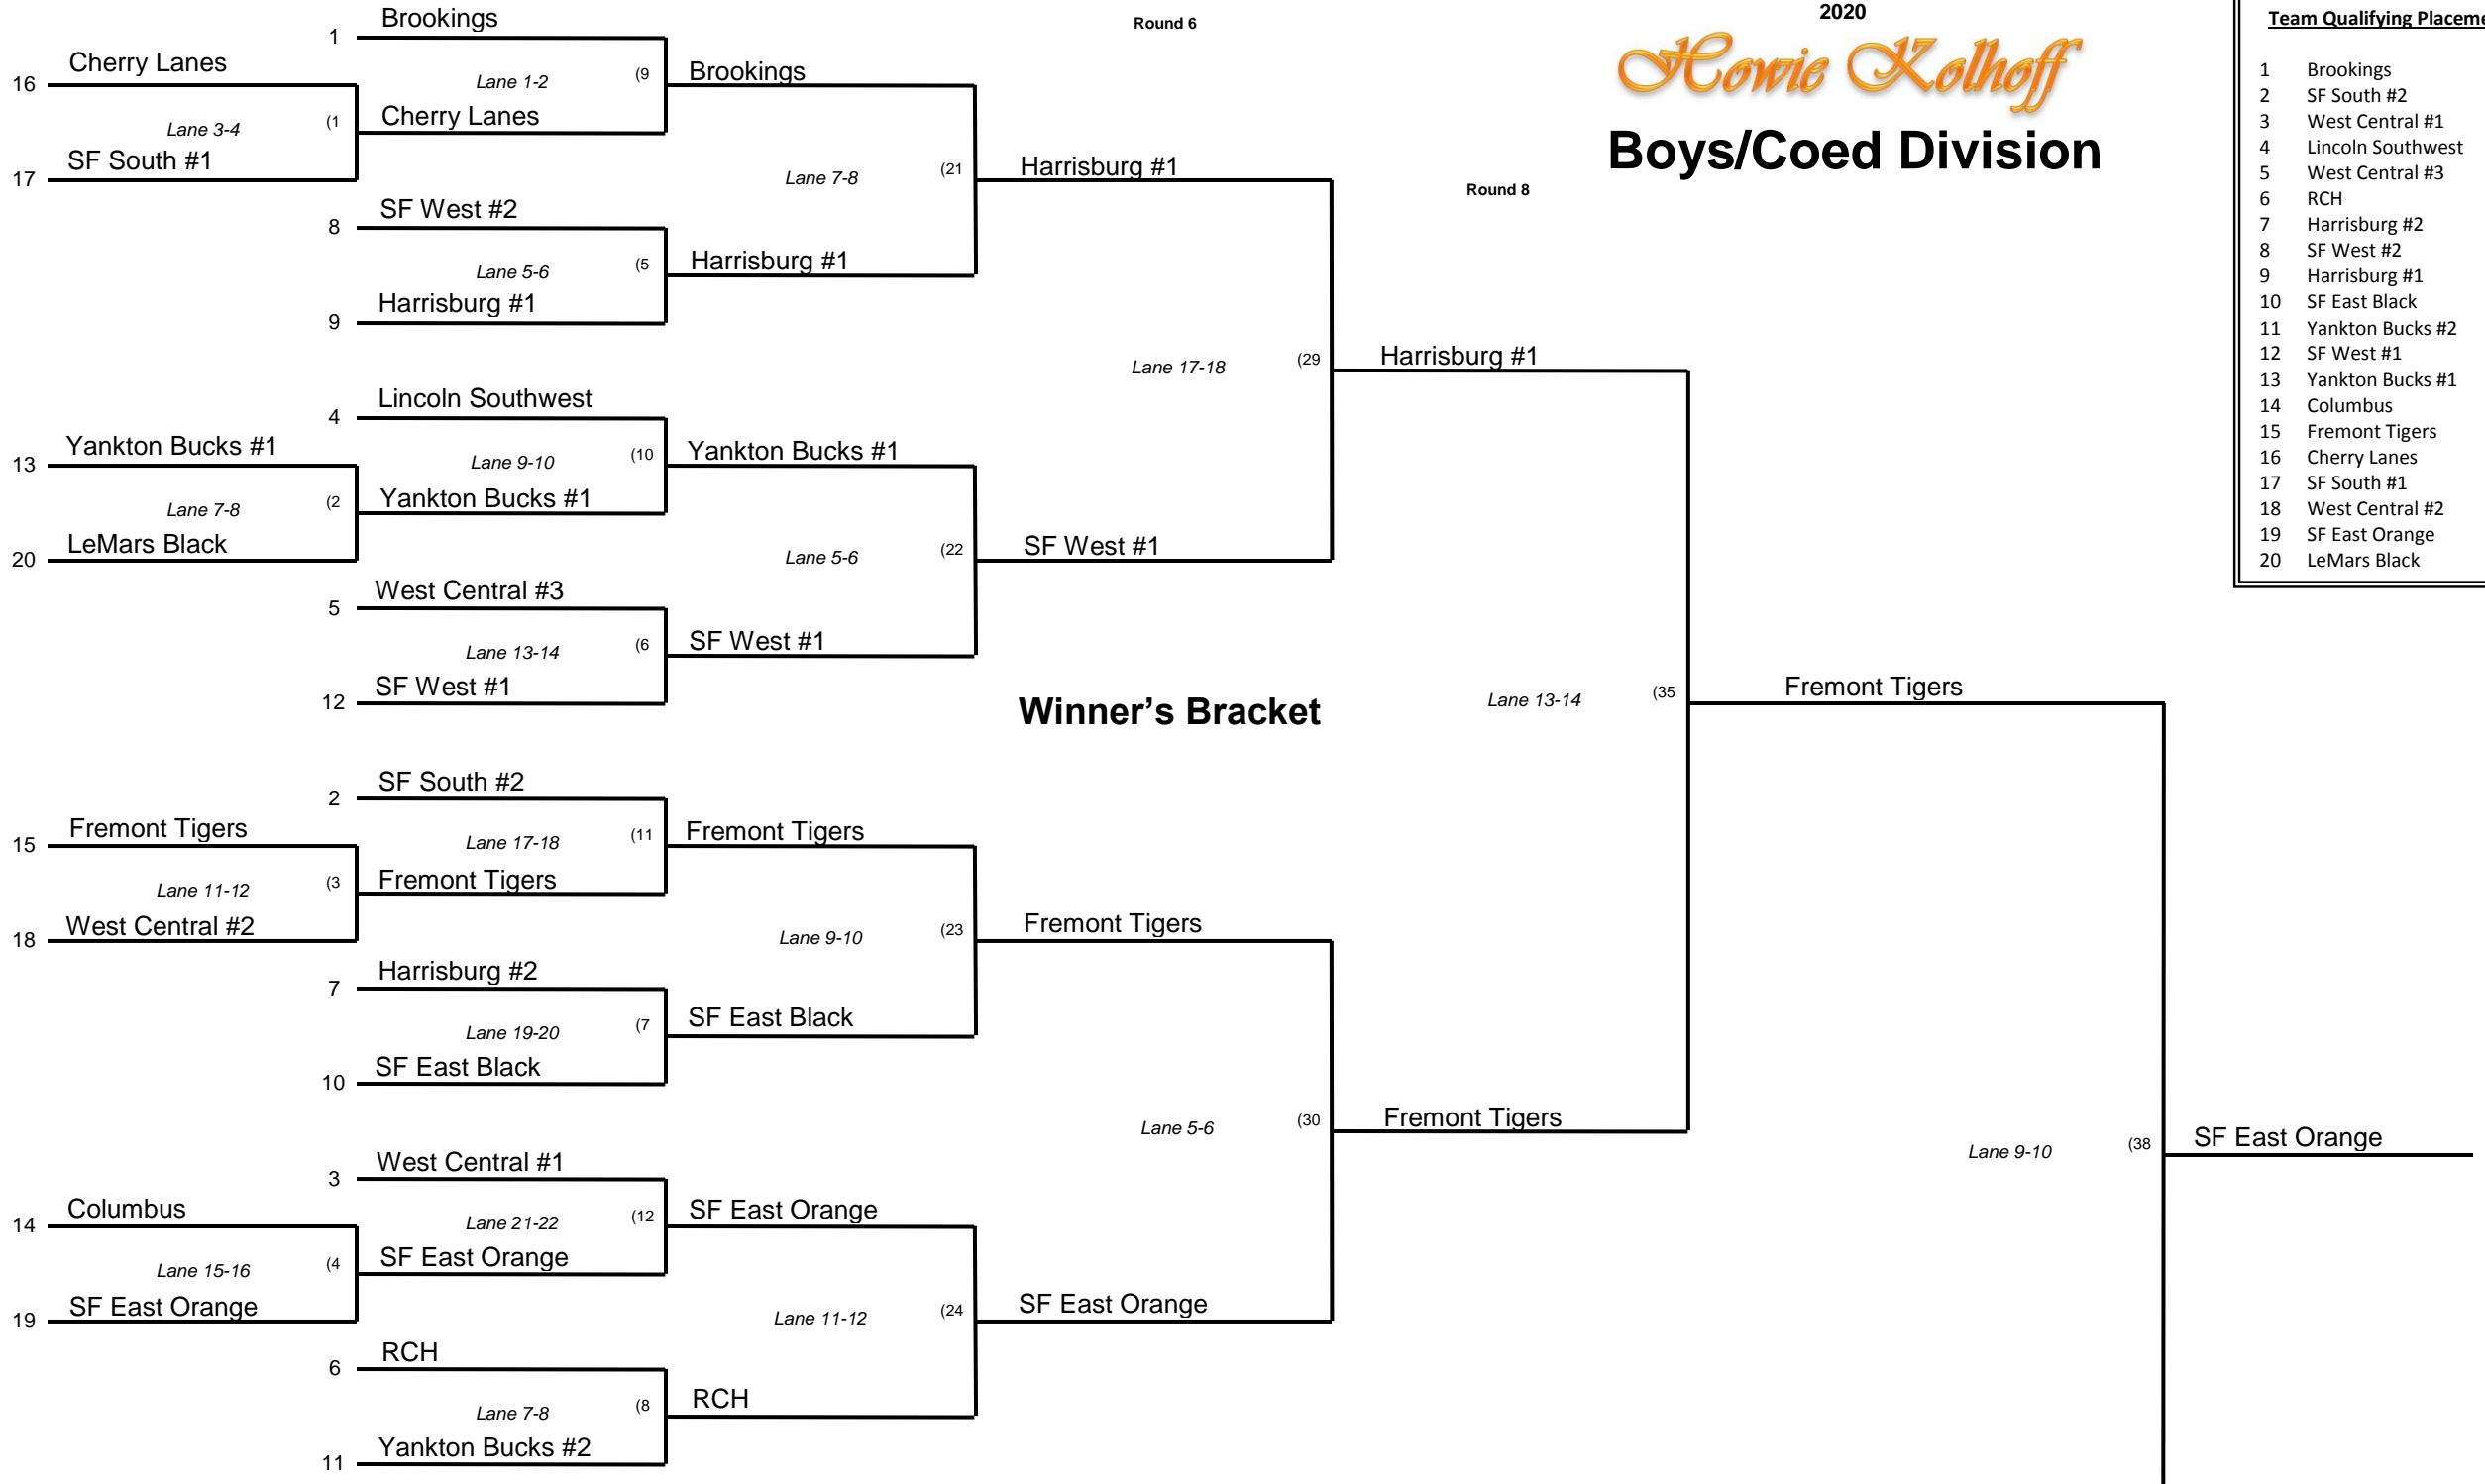 2020
Howie Kolhoff
Boys/Coed Division
Round 6
Round 8
Winner's Bracket
Team Qualifying Placeme
1 Brookings
2 SF South #2
3 West Central #1
4 Lincoln Southwest
5 West Central #3
6 RCH
7 Harrisburg #2
8 SF West #2
9 Harrisburg #1
10 SF East Black
11 Yankton Bucks #2
12 SF West #1
13 Yankton Bucks #1
14 Columbus
15 Fremont Tigers
16 Cherry Lanes
17 SF South #1
18 West Central #2
19 SF East Orange
20 LeMars Black
16 Cherry Lanes
Lane 3-4 (1
17 SF South #1
13 Yankton Bucks #1
Lane 7-8 (2
20 LeMars Black
15 Fremont Tigers
Lane 11-12 (3
18 West Central #2
14 Columbus
Lane 15-16 (4
19 SF East Orange
1 Brookings
Lane 1-2 (9
Cherry Lanes
8 SF West #2
Lane 5-6 (5
9 Harrisburg #1
4 Lincoln Southwest
Lane 9-10 (10
Yankton Bucks #1
5 West Central #3
Lane 13-14 (6
12 SF West #1
2 SF South #2
Lane 17-18 (11
Fremont Tigers
7 Harrisburg #2
Lane 19-20 (7
10 SF East Black
3 West Central #1
Lane 21-22 (12
SF East Orange
6 RCH
Lane 7-8 (8
11 Yankton Bucks #2
Brookings
Lane 7-8 (21
Harrisburg #1
Yankton Bucks #1
Lane 5-6 (22
SF West #1
Fremont Tigers
Lane 9-10 (23
SF East Black
SF East Orange
Lane 11-12 (24
RCH
Harrisburg #1
Lane 17-18 (29
SF West #1
Fremont Tigers
Lane 5-6 (30
SF East Orange
Harrisburg #1
Lane 13-14 (35
Fremont Tigers
Fremont Tigers
Lane 9-10 (38
SF East Orange